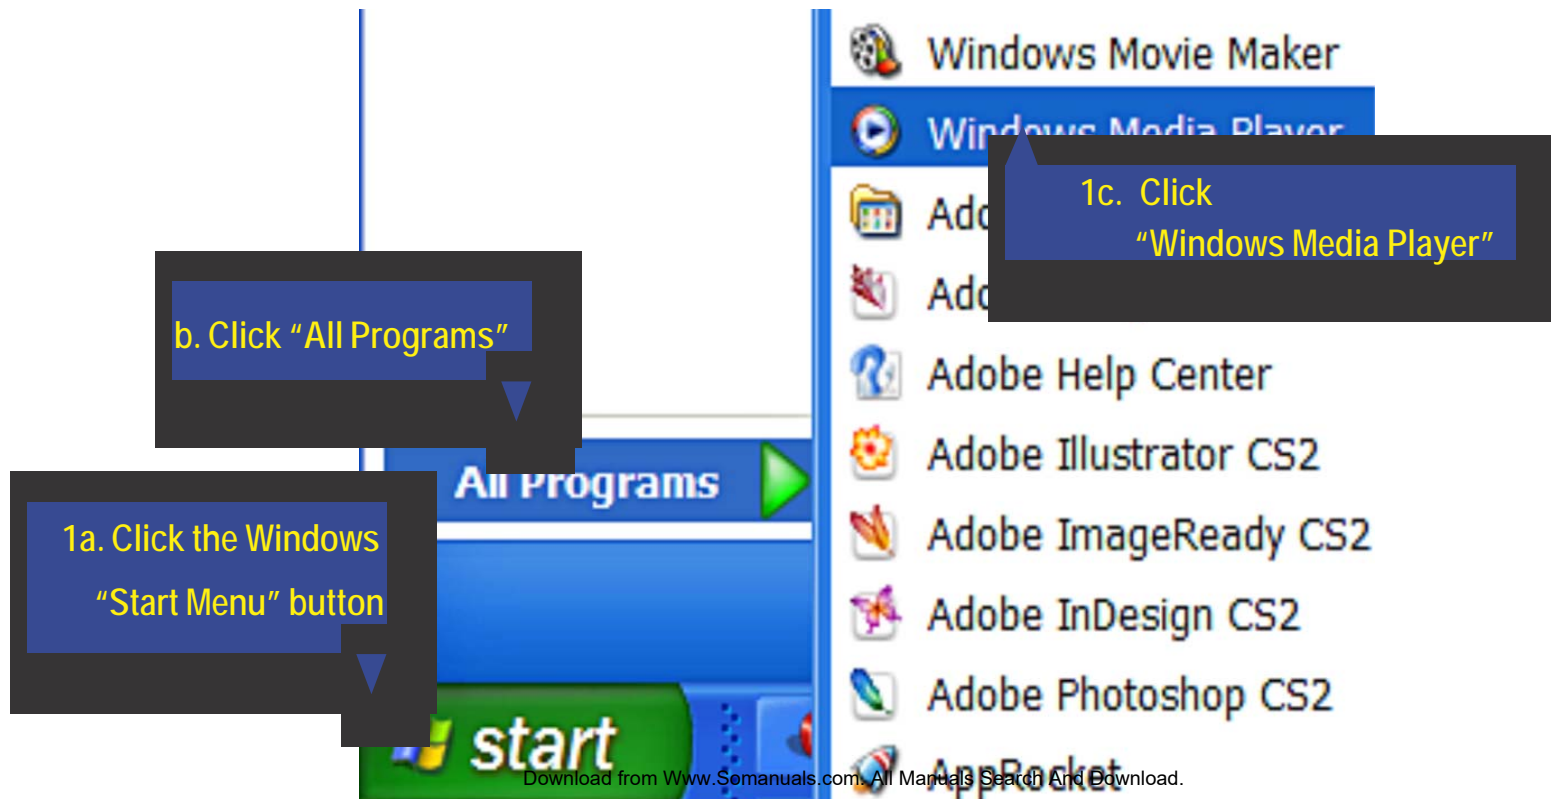 Windows Movie Maker
Windows Media Player
1c. Click
“Windows Media Player”
b. Click “All Programs”
Adobe Help Center
Adobe Illustrator CS2
All Programs
1a. Click the Windows
“Start Menu” button
Adobe ImageReady CS2
Adobe InDesign CS2
Adobe Photoshop CS2
start
AppRocket
Download from Www.Somanuals.com. All Manuals Search And Download.